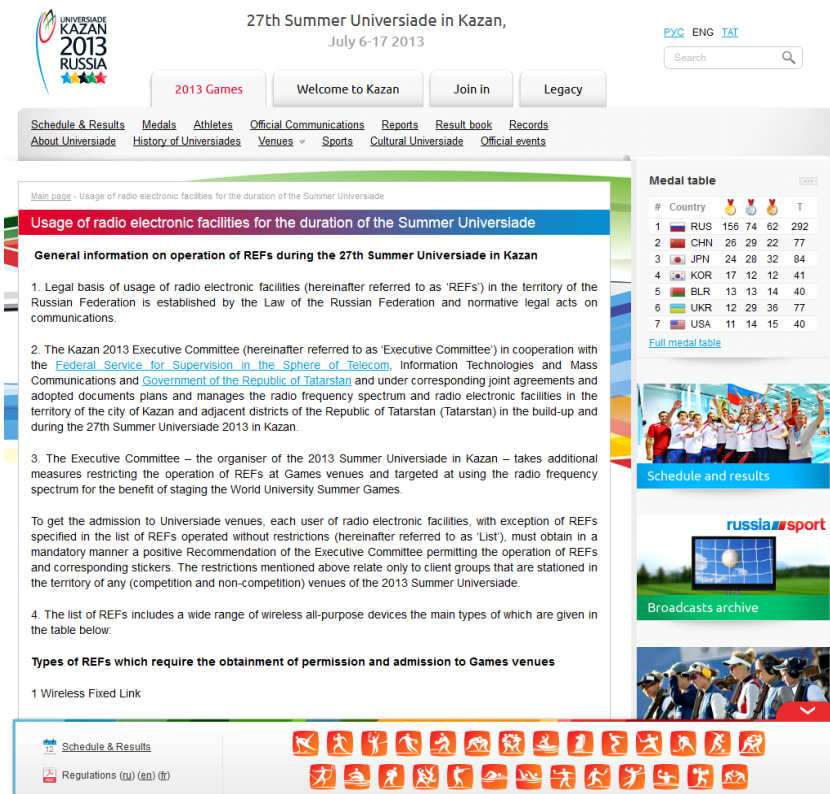 UNIVERSIADE
KAZAN
2013
RUSSIA
27th Summer Universiade in Kazan,
July 6-17 2013
РУС ENG ТАТ
Search
2013 Games Welcome to Kazan Join in Legacy
Schedule & Results Medals Athletes Official Communications Reports Result book Records
About Universiade History of Universiades Venues Sports Cultural Universiade Official events
Main page - Usage of radio electronic facilities for the duration of the Summer Universiade
Usage of radio electronic facilities for the duration of the Summer Universiade
General information on operation of REFs during the 27th Summer Universiade in Kazan
1. Legal basis of usage of radio electronic facilities (hereinafter referred to as ‘REFs’) in the territory of the
Russian Federation is established by the Law of the Russian Federation and normative legal acts on
communications.
2. The Kazan 2013 Executive Committee (hereinafter referred to as ‘Executive Committee’) in cooperation with
the Federal Service for Supervision in the Sphere of Telecom, Information Technologies and Mass
Communications and Government of the Republic of Tatarstan and under corresponding joint agreements and
adopted documents plans and manages the radio frequency spectrum and radio electronic facilities in the
territory of the city of Kazan and adjacent districts of the Republic of Tatarstan (Tatarstan) in the build-up and
during the 27th Summer Universiade 2013 in Kazan.
3. The Executive Committee – the organiser of the 2013 Summer Universiade in Kazan – takes additional
measures restricting the operation of REFs at Games venues and targeted at using the radio frequency
spectrum for the benefit of staging the World University Summer Games.
To get the admission to Universiade venues, each user of radio electronic facilities, with exception of REFs
specified in the list of REFs operated without restrictions (hereinafter referred to as ‘List’), must obtain in a
mandatory manner a positive Recommendation of the Executive Committee permitting the operation of REFs
and corresponding stickers. The restrictions mentioned above relate only to client groups that are stationed in
the territory of any (competition and non-competition) venues of the 2013 Summer Universiade.
4. The list of REFs includes a wide range of wireless all-purpose devices the main types of which are given in
the table below:
Types of REFs which require the obtainment of permission and admission to Games venues
1 Wireless Fixed Link
Medal table
# Country T
1 RUS 156 74 62 292
2 CHN 26 29 22 77
3 JPN 24 28 32 84
4 KOR 17 12 12 41
5 BLR 13 13 14 40
6 UKR 12 29 36 77
7 USA 11 14 15 40
Full medal table
Schedule and results
russia sport
Broadcasts archive
12 Schedule & Results
PDF Regulations (ru) (en) (fr)